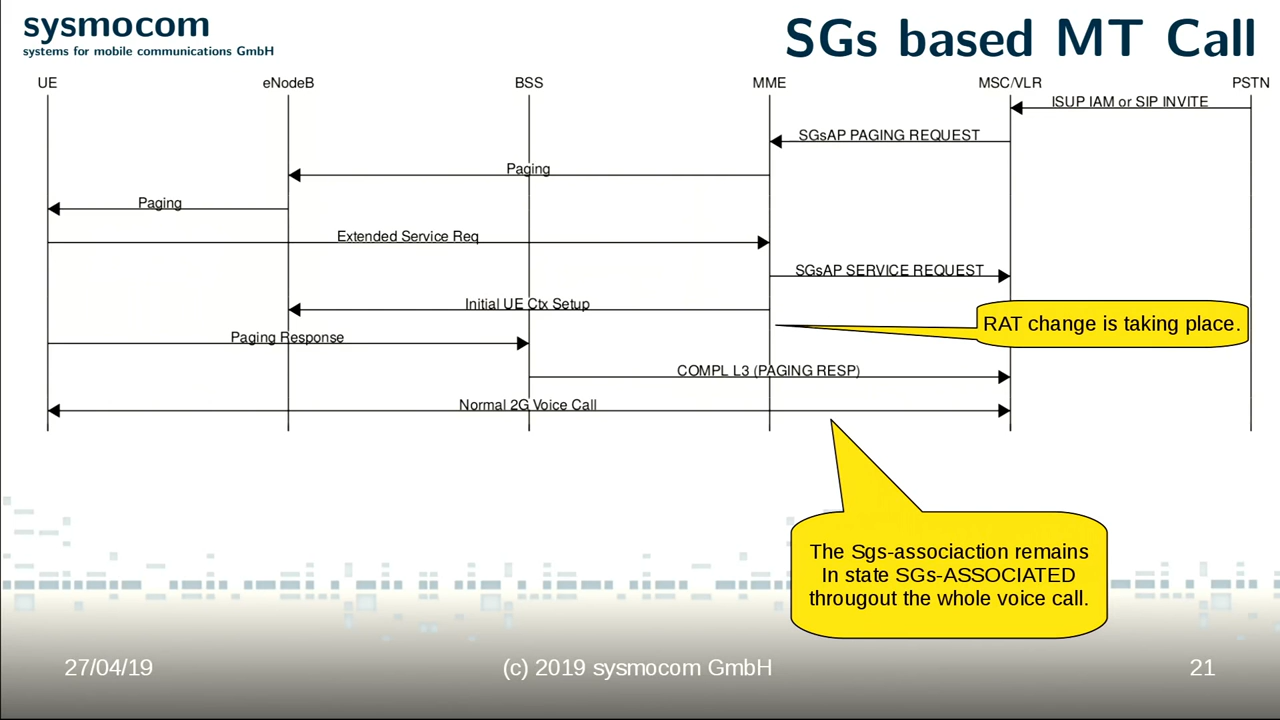 sysmocom
systems for mobile communications GmbH
SGs based MT Call
UE
eNodeB
BSS
MME
MSC/VLR
PSTN
ISUP IAM or SIP INVITE
SGsAP PAGING REQUEST
Paging
Paging
Extended Service Req
SGsAP SERVICE REQUEST
Initial UE Ctx Setup
RAT change is taking place.
Paging Response
COMPL L3 (PAGING RESP)
Normal 2G Voice Call
The Sgs-associaction remains
In state SGs-ASSOCIATED
througout the whole voice call.
27/04/19
(c) 2019 sysmocom GmbH
21